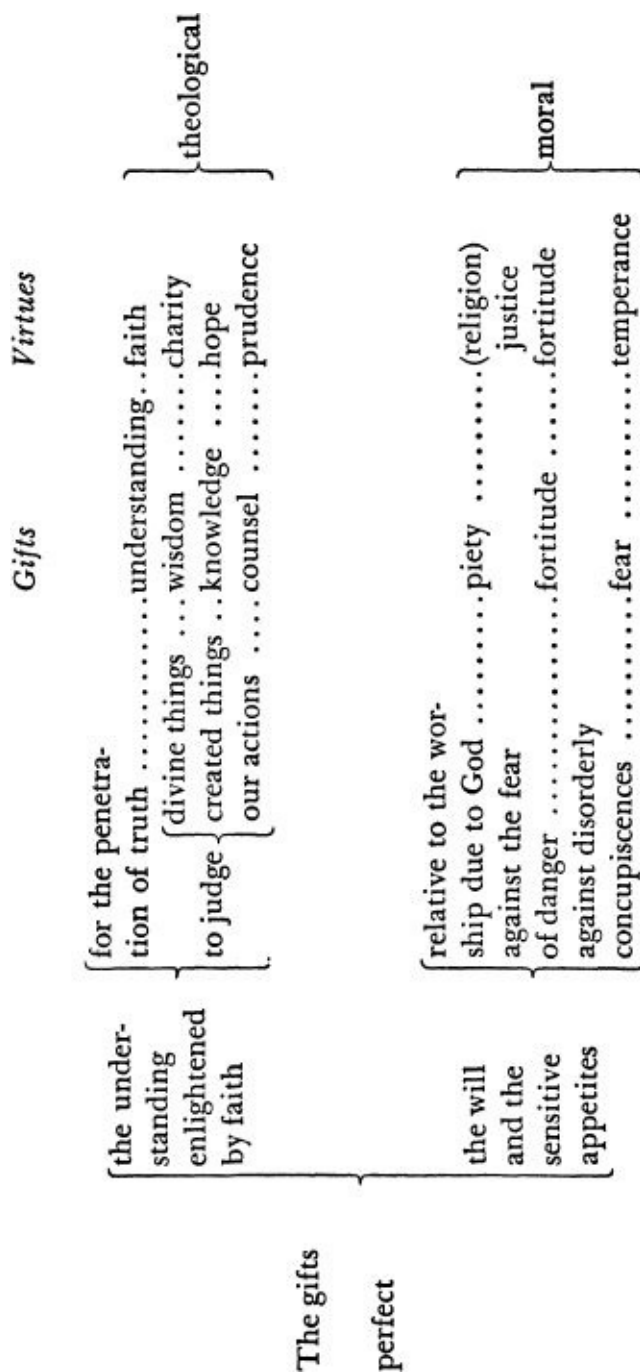 Gifts Virtues
The gifts
perfect
the under-
standing
enlightened
by faith
for the penetra-
tion of truth ............understanding..faith
to judge
divine things ...wisdom .......charity
created things ..knowledge ....hope
our actions ....counsel .......prudence
theological
the will
and the
sensitive
appetites
relative to the wor-
ship due to God ..........piety ..........(religion)
justice
against the fear
of danger ................fortitude ......fortitude
against disorderly
concupiscences ...........fear ...........temperance
moral